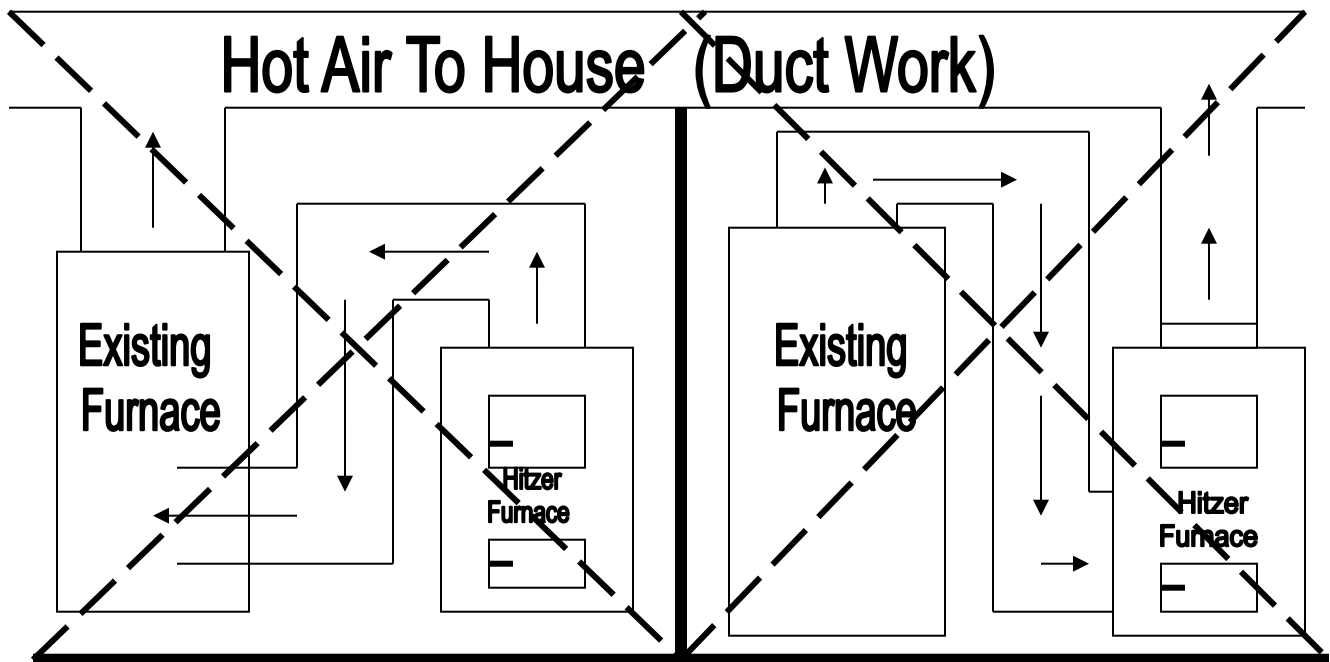 Hot Air To House (Duct Work)
Existing
Furnace
Hitzer
Furnace
Existing
Furnace
Hitzer
Furnace